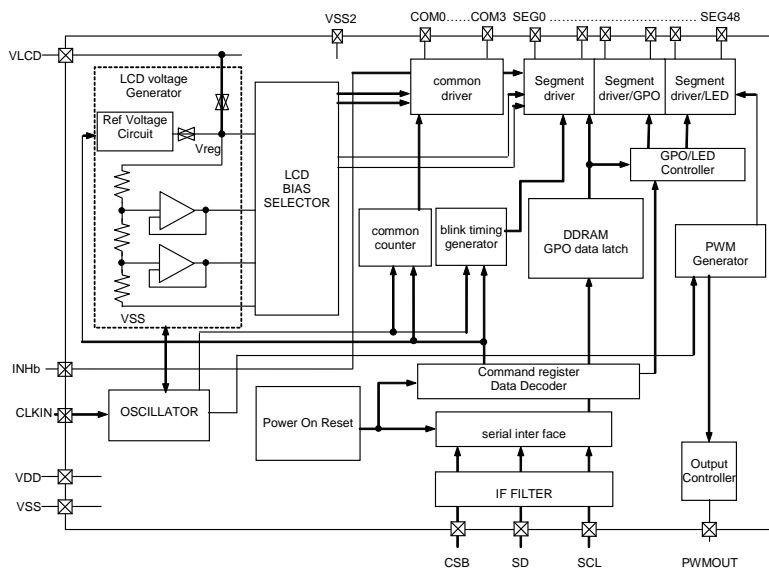 VSS2
COM0......COM3
SEG0 ..................... SEG48
VLCD
LCD voltage
Generator
Ref Voltage
Circuit
Vreg
VSS
LCD
BIAS
SELECTOR
common
driver
Segment
driver
Segment
driver/GPO
Segment
driver/LED
GPO/LED
Controller
common
counter
blink timing
generator
DDRAM
GPO data latch
PWM
Generator
INHb
CLKIN
OSCILLATOR
Command register
Data Decoder
Power On Reset
serial inter face
IF FILTER
Output
Controller
VDD
VSS
CSB
SD
SCL
PWMOUT